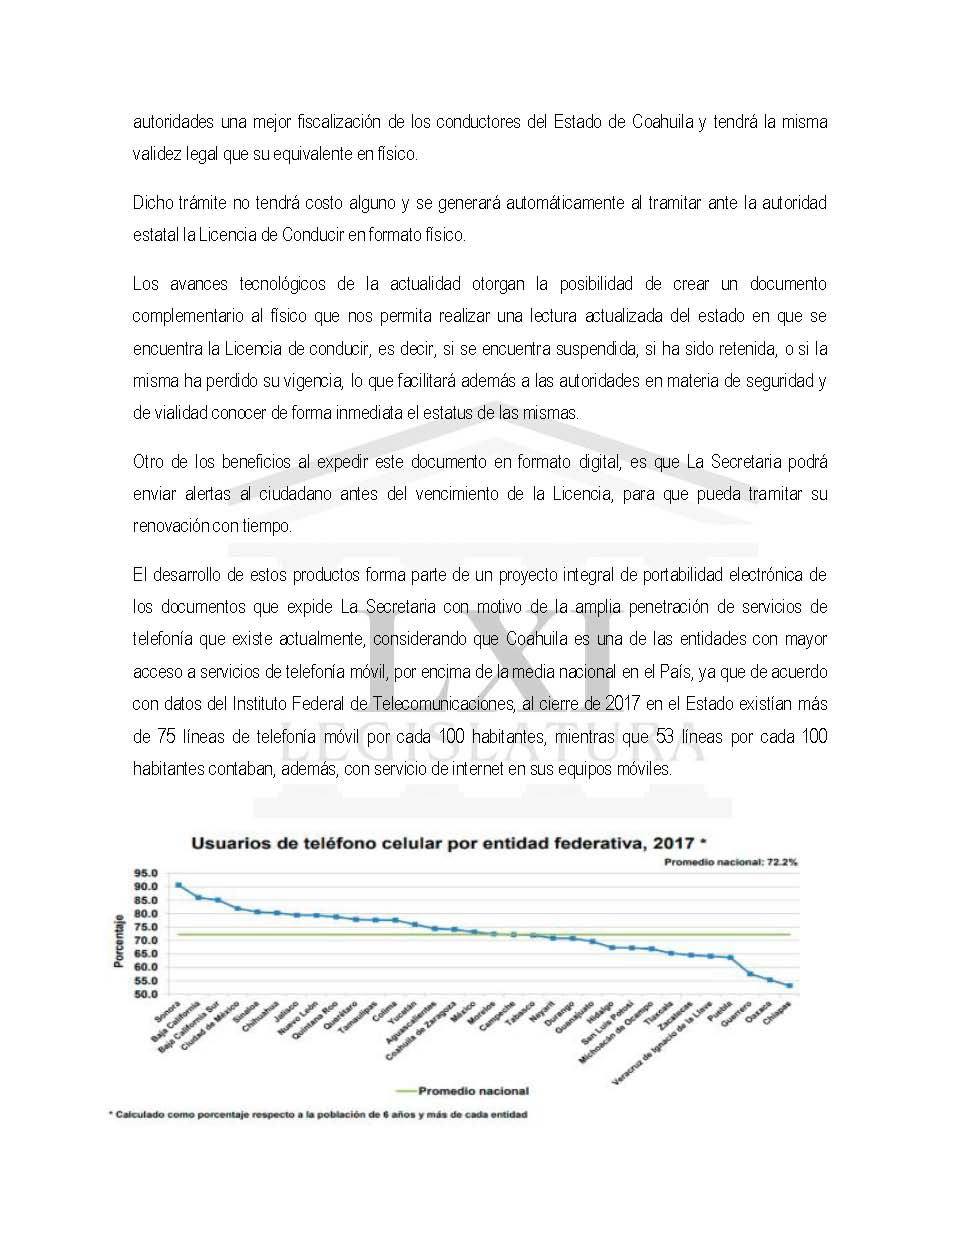 autoridades una mejor fiscalización de los conductores del Estado de Coahuila y tendrá la misma
validez legal que su equivalente en físico.
Dicho trámite no tendrá costo alguno y se generará automáticamente al tramitar ante la autoridad
estatal la Licencia de Conducir en formato físico.
Los avances tecnológicos de la actualidad otorgan la posibilidad de crear un documento
complementario al físico que nos permita realizar una lectura actualizada del estado en que se
encuentra la Licencia de conducir, es decir, si se encuentra suspendida, si ha sido retenida, o si la
misma ha perdido su vigencia, lo que facilitará además a las autoridades en materia de seguridad y
de vialidad conocer de forma inmediata el estatus de las mismas.
Otro de los beneficios al expedir este documento en formato digital, es que La Secretaria podrá
enviar alertas al ciudadano antes del vencimiento de la Licencia, para que pueda tramitar su
renovación con tiempo.
El desarrollo de estos productos forma parte de un proyecto integral de portabilidad electrónica de
los documentos que expide La Secretaria con motivo de la amplia penetración de servicios de
telefonía que existe actualmente, considerando que Coahuila es una de las entidades con mayor
acceso a servicios de telefonía móvil, por encima de la media nacional en el País, ya que de acuerdo
con datos del Instituto Federal de Telecomunicaciones, al cierre de 2017 en el Estado existían más
de 75 líneas de telefonía móvil por cada 100 habitantes, mientras que 53 líneas por cada 100
habitantes contaban, además, con servicio de internet en sus equipos móviles.
LXI
LEGISLATURA
Usuarios de teléfono celular por entidad federativa, 2017 *
Promedio nacional: 72.2%
Porcentaje
95.0
90.0
85.0
80.0
75.0
70.0
65.0
60.0
55.0
50.0
Sonora
Baja California
Baja California Sur
Ciudad de México
Sinaloa
Chihuahua
Jalisco
Nuevo León
Quintana Roo
Querétaro
Tamaulipas
Colima
Yucatán
Aguascalientes
Coahuila de Zaragoza
México
Morelos
Campeche
Tabasco
Nayarit
Durango
Guanajuato
Hidalgo
San Luis Potosí
Michoacán de Ocampo
Tlaxcala
Zacatecas
Veracruz de Ignacio de la Llave
Puebla
Guerrero
Oaxaca
Chiapas
Promedio nacional
* Calculado como porcentaje respecto a la población de 6 años y más de cada entidad